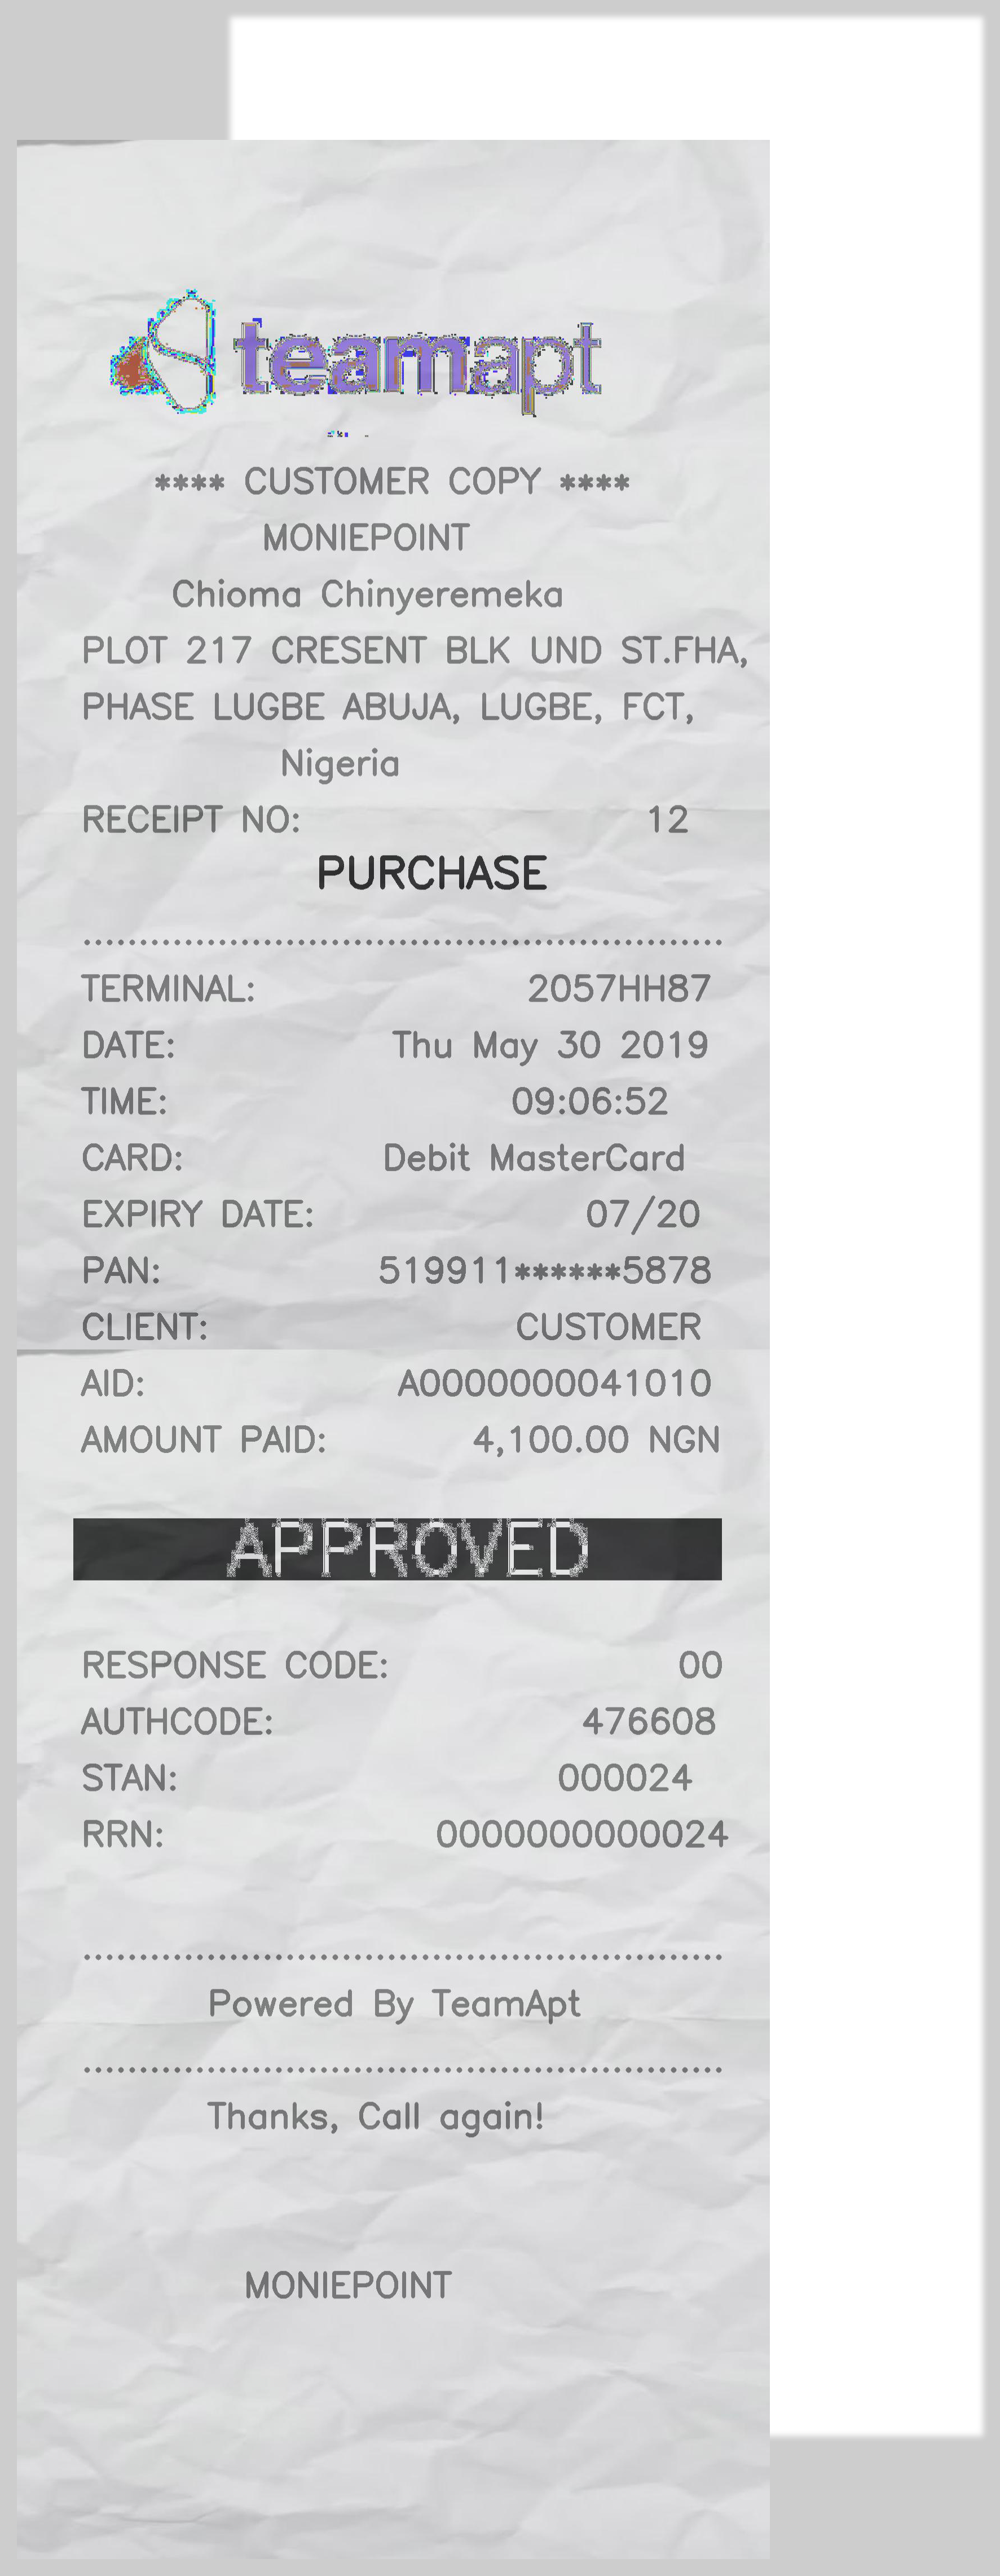 teamapt
**** CUSTOMER COPY ****
MONIEPOINT
Chioma Chinyeremeka
PLOT 217 CRESENT BLK UND ST.FHA,
PHASE LUGBE ABUJA, LUGBE, FCT,
Nigeria
RECEIPT NO: 12
PURCHASE
TERMINAL: 2057HH87
DATE: Thu May 30 2019
TIME: 09:06:52
CARD: Debit MasterCard
EXPIRY DATE: 07/20
PAN: 519911******5878
CLIENT: CUSTOMER
AID: A0000000041010
AMOUNT PAID: 4,100.00 NGN
APPROVED
RESPONSE CODE: 00
AUTHCODE: 476608
STAN: 000024
RRN: 0000000000024
Powered By TeamApt
Thanks, Call again!
MONIEPOINT